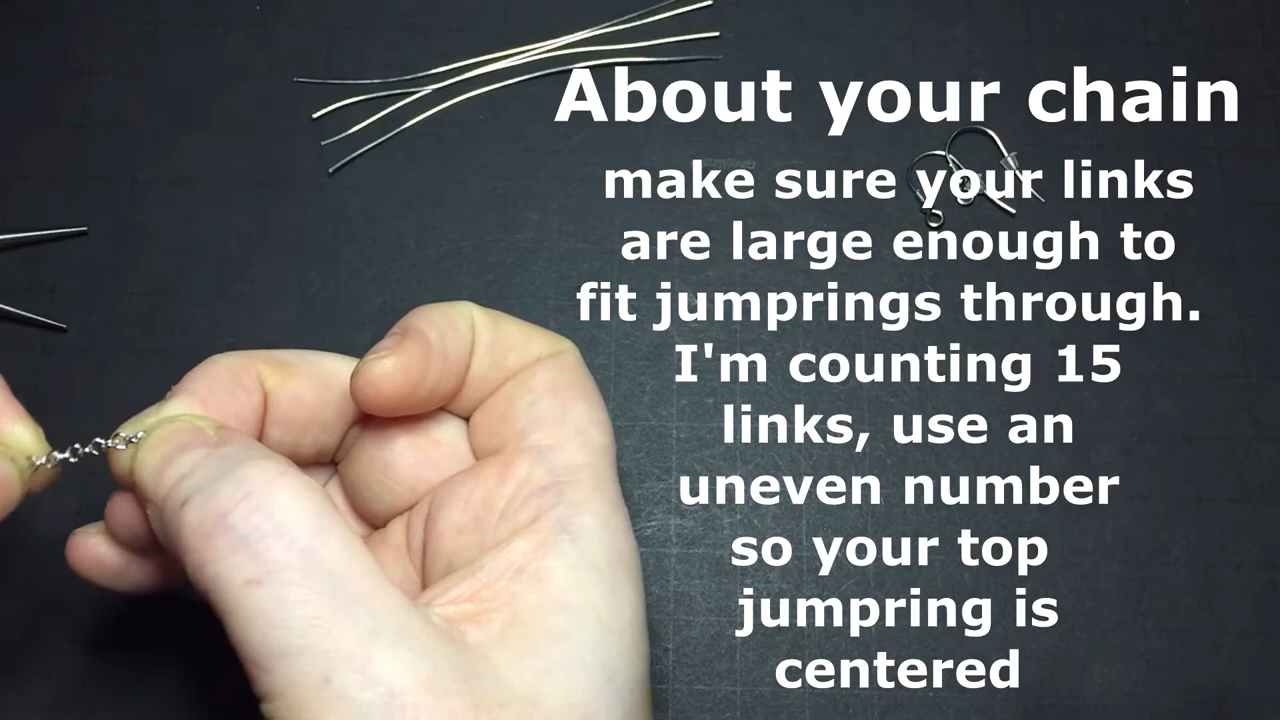 About your chain
make sure your links
are large enough to
fit jumprings through.
I'm counting 15
links, use an
uneven number
so your top
jumpring is
centered